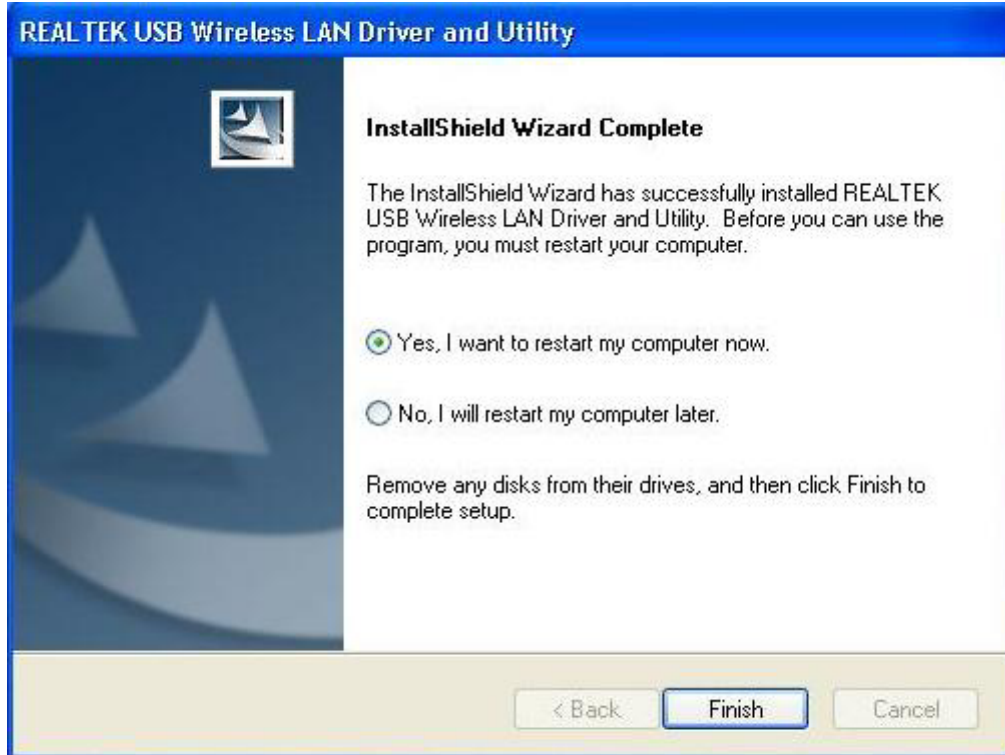 REALTEK USB Wireless LAN Driver and Utility
InstallShield Wizard Complete
The InstallShield Wizard has successfully installed REALTEK
USB Wireless LAN Driver and Utility.  Before you can use the
program, you must restart your computer.
Yes, I want to restart my computer now.
No, I will restart my computer later.
Remove any disks from their drives, and then click Finish to
complete setup.
< Back Finish Cancel